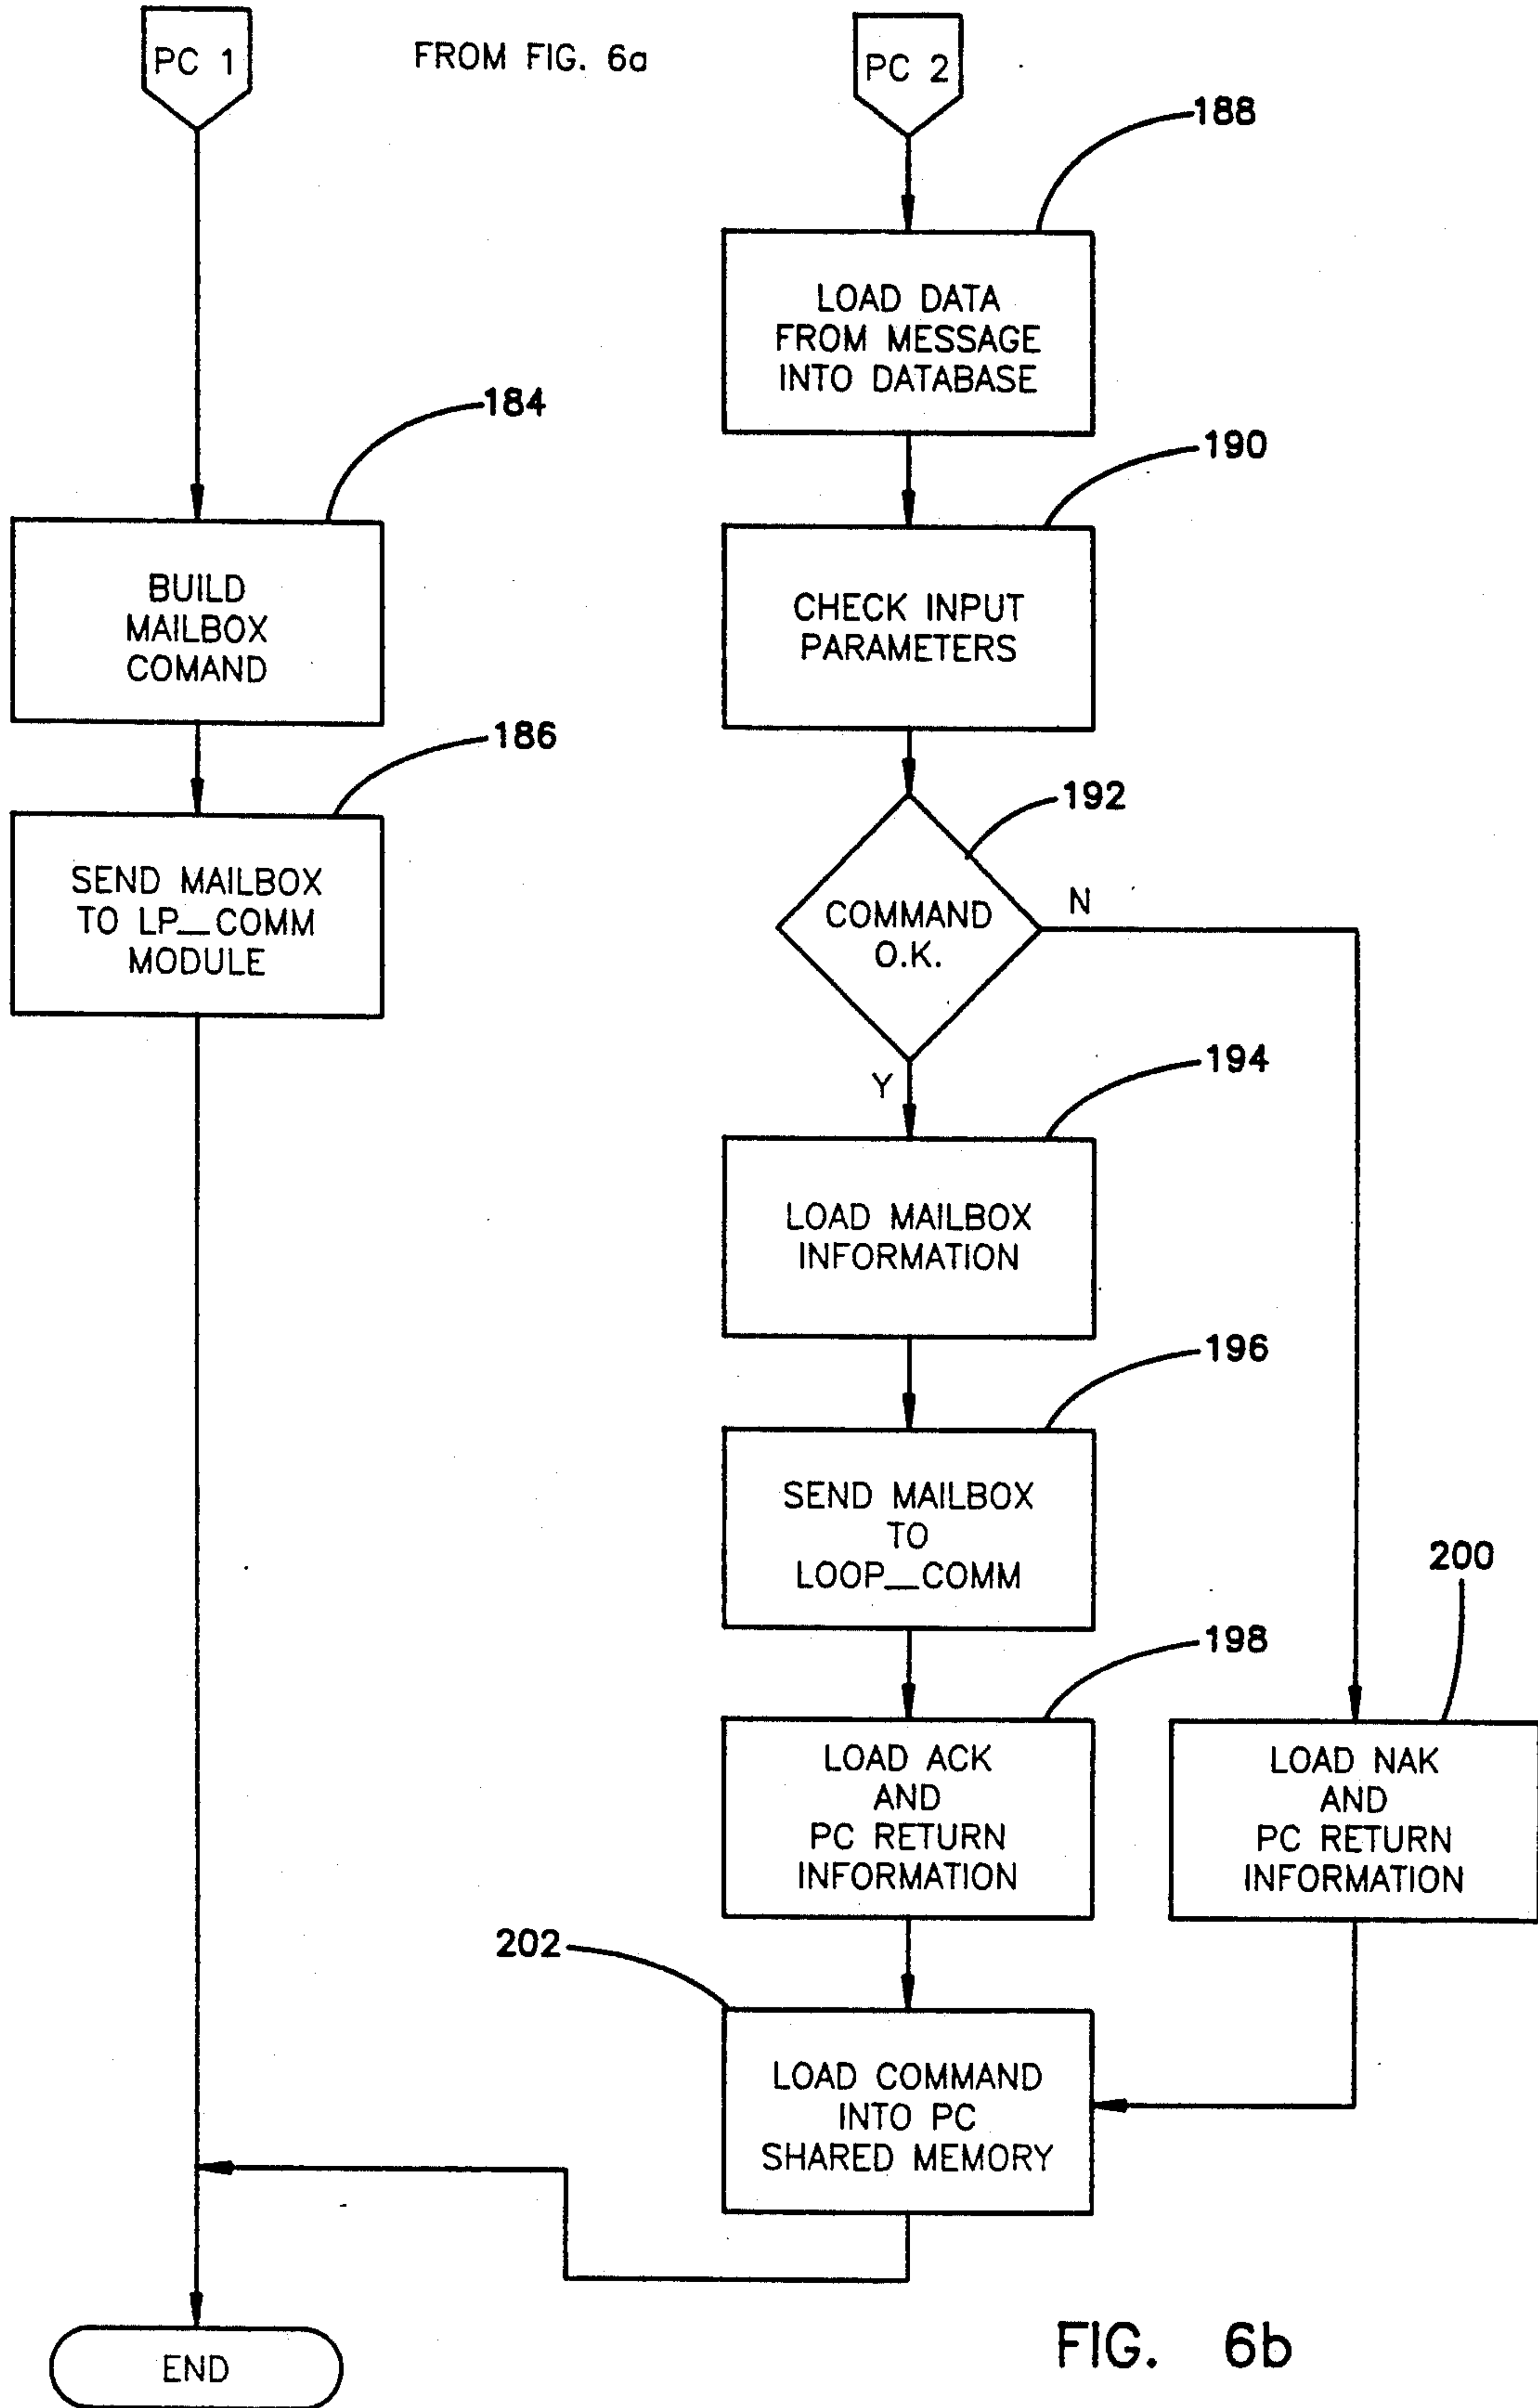 PC 1
FROM FIG. 6a
PC 2
188
LOAD DATA
FROM MESSAGE
INTO DATABASE
184
190
BUILD
MAILBOX
COMAND
CHECK INPUT
PARAMETERS
186
192
SEND MAILBOX
TO LP__COMM
MODULE
COMMAND
O.K.
N
Y
194
LOAD MAILBOX
INFORMATION
196
SEND MAILBOX
TO
LOOP__COMM
200
198
LOAD ACK
AND
PC RETURN
INFORMATION
LOAD NAK
AND
PC RETURN
INFORMATION
202
LOAD COMMAND
INTO PC
SHARED MEMORY
END
FIG. 6b